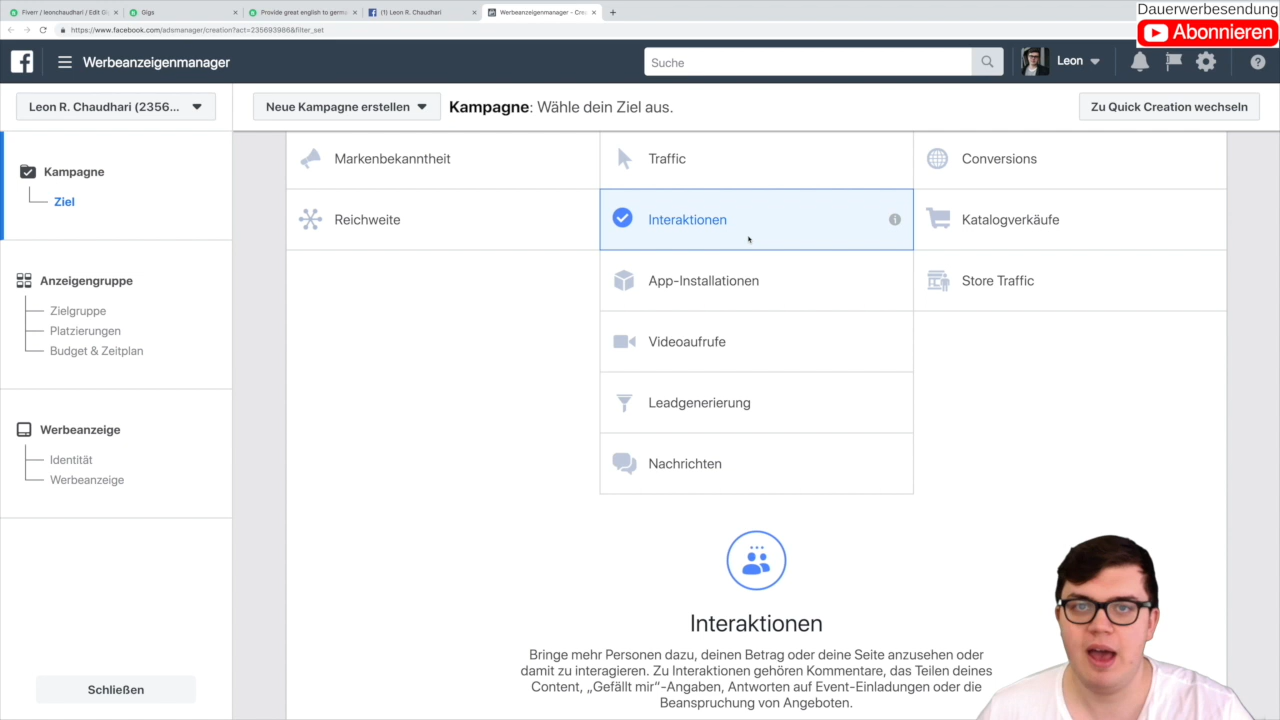 Fiverr / leonchaudhari / Edit Gi
Gigs
Provide great english to germa
(1) Leon R. Chaudhari
Werbeanzeigenmanager - Crea
Dauerwerbesendung
Abonnieren
https://www.facebook.com/adsmanager/creation?act=235693986&filter_set
Werbeanzeigenmanager
Suche
Leon
Leon R. Chaudhari (2356...
Neue Kampagne erstellen
Kampagne: Wähle dein Ziel aus.
Zu Quick Creation wechseln
Kampagne
Ziel
Anzeigengruppe
Zielgruppe
Platzierungen
Budget & Zeitplan
Werbeanzeige
Identität
Werbeanzeige
Schließen
Markenbekanntheit
Traffic
Conversions
Reichweite
Interaktionen
Katalogverkäufe
App-Installationen
Store Traffic
Videoaufrufe
Leadgenerierung
Nachrichten
Interaktionen
Bringe mehr Personen dazu, deinen Betrag oder deine Seite anzusehen oder
damit zu interagieren. Zu Interaktionen gehören Kommentare, das Teilen deines
Content, „Gefällt mir“-Angaben, Antworten auf Event-Einladungen oder die
Beanspruchung von Angeboten.